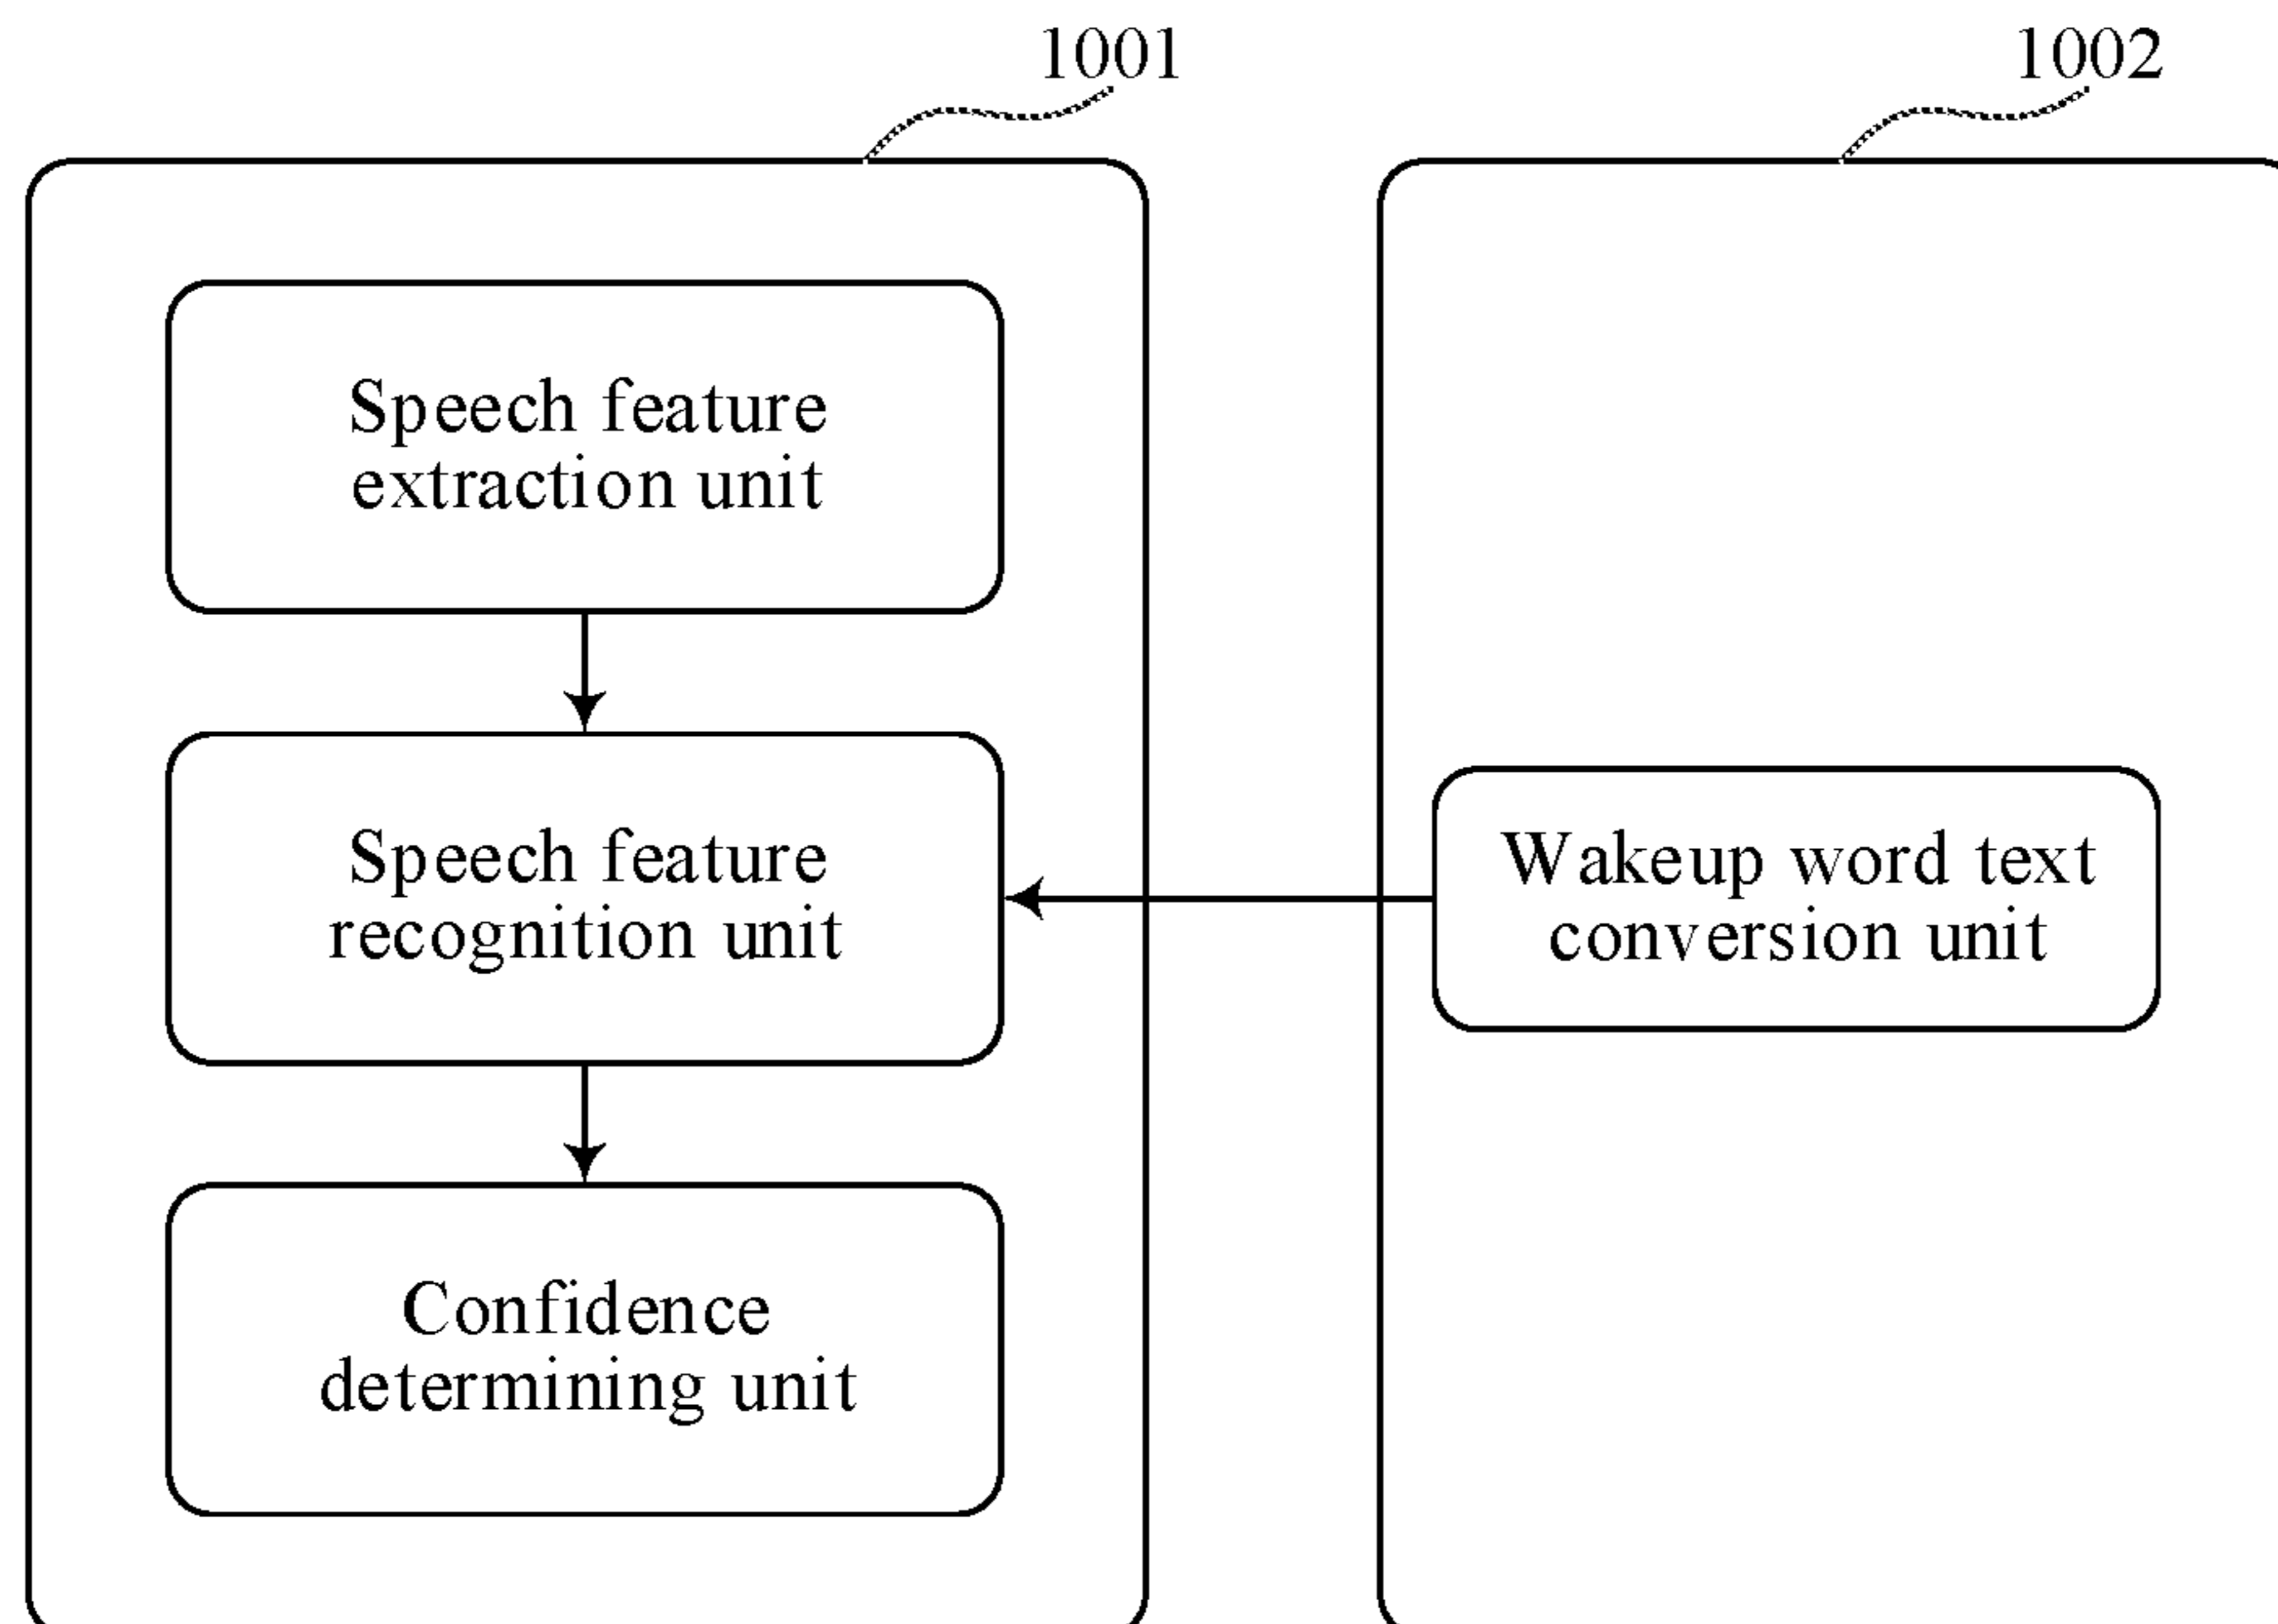 1001
1002
Speech feature
extraction unit
Speech feature
recognition unit
Wakeup word text
conversion unit
Confidence
determining unit